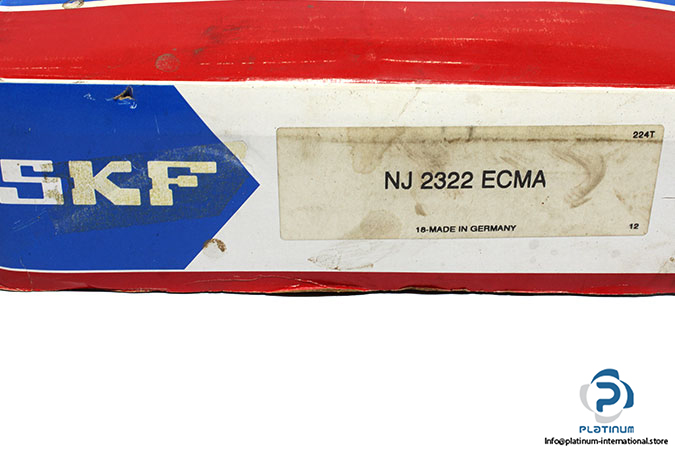 SKF
224T
NJ 2322 ECMA
18-MADE IN GERMANY
12
P
PLATINUM
Info@platinum-international.store